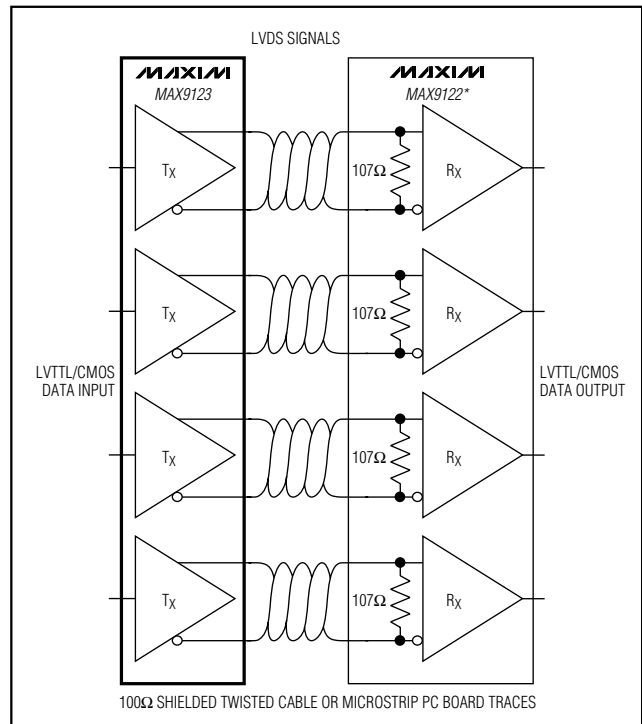 LVDS SIGNALS
MAXIM
MAX9123
MAXIM
MAX9122*
TX
107Ω
RX
TX
107Ω
RX
LVTTL/CMOS
DATA INPUT
LVTTL/CMOS
DATA OUTPUT
TX
107Ω
RX
TX
107Ω
RX
100Ω SHIELDED TWISTED CABLE OR MICROSTRIP PC BOARD TRACES